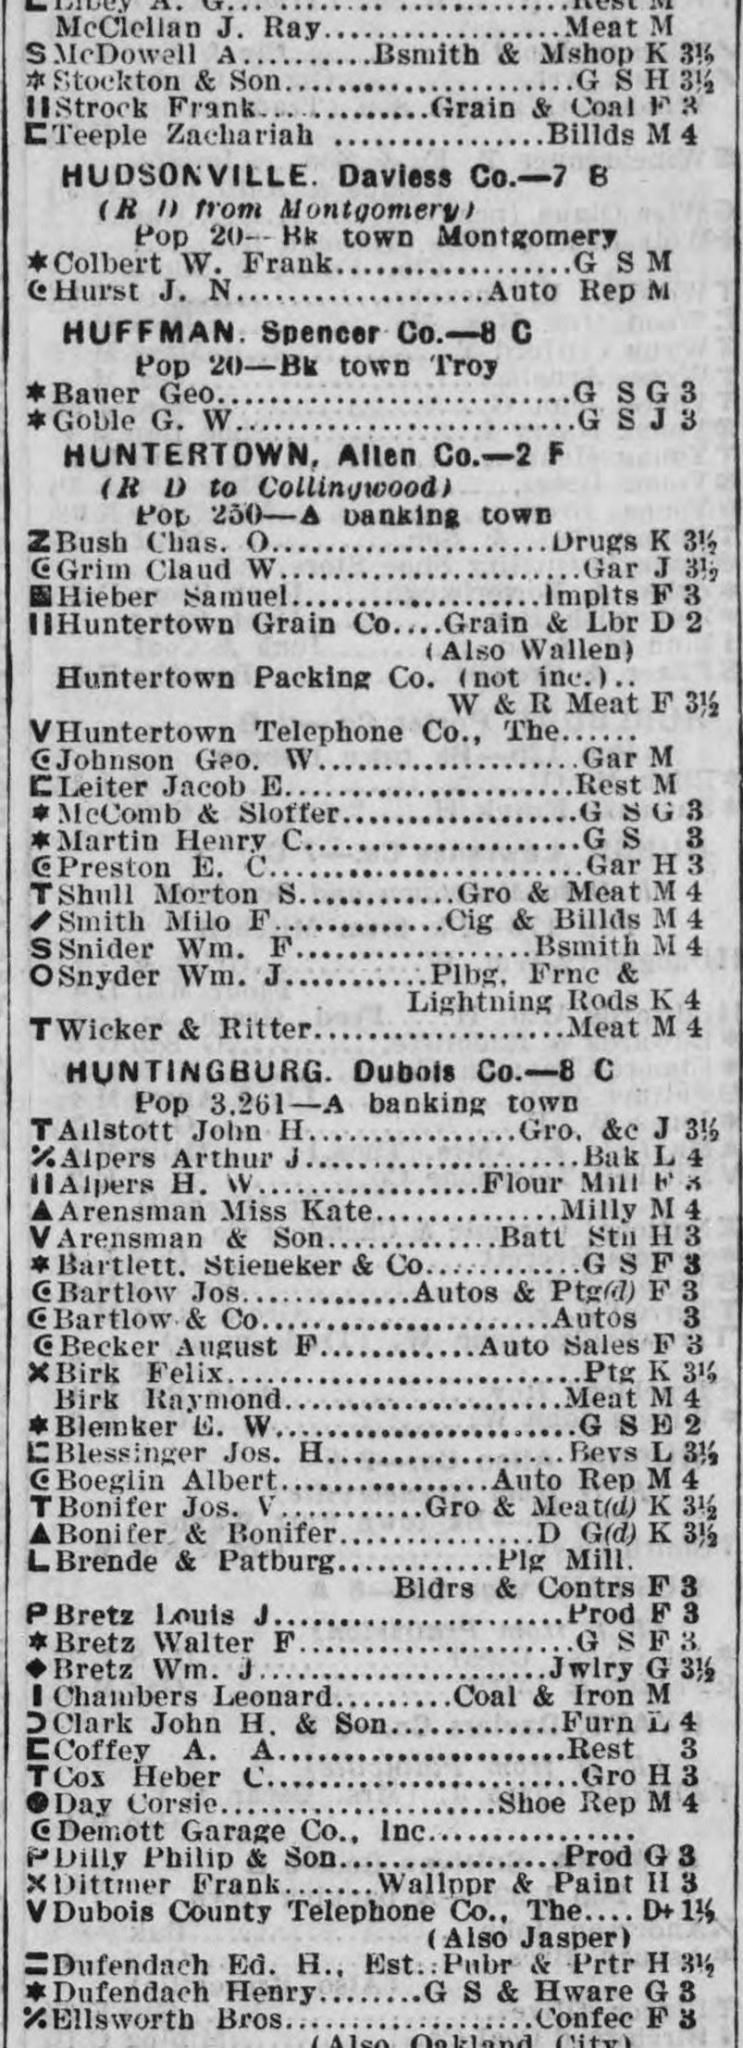 Libey A. G................Rest M
McClellan J. Ray................Meat M
S McDowell A............Bsmith & Mshop K 3½
* Stockton & Son....................G S H 3½
Strock Frank............Grain & Coal F 3
Teeple Zachariah ...............Billds M 4
HUDSONVILLE. Daviess Co.—7 B
(R D from Montgomery)
Pop 20—Bk town Montgomery
* Colbert W. Frank.................G S M
Hurst J. N..................Auto Rep M
HUFFMAN. Spencer Co.—8 C
Pop 20—Bk town Troy
* Bauer Geo.........................G S G 3
* Goble G. W........................G S J 3
HUNTERTOWN, Allen Co.—2 F
(R D to Collingwood)
Pop 250—A banking town
Z Bush Chas. O...................Drugs K 3½
Grim Claud W.....................Gar J 3½
Hieber Samuel..................Implts F 3
Huntertown Grain Co....Grain & Lbr D 2
(Also Wallen)
Huntertown Packing Co. (not inc.)..
W & R Meat F 3½
V Huntertown Telephone Co., The......
Johnson Geo. W...................Gar M
Leiter Jacob E....................Rest M
* McComb & Sloffer.................G S G 3
* Martin Henry C....................G S 3
Preston E. C......................Gar H 3
T Shull Morton S...........Gro & Meat M 4
Smith Milo F............Cig & Billds M 4
S Snider Wm. F.................Bsmith M 4
O Snyder Wm. J..........Plbg, Frnc &
Lightning Rods K 4
T Wicker & Ritter..................Meat M 4
HUNTINGBURG. Dubois Co.—8 C
Pop 3,261—A banking town
T Allstott John H...............Gro, &c J 3½
Alpers Arthur J...................Bak L 4
Alpers H. W...............Flour Mill F 3
▲ Arensman Miss Kate.............Milly M 4
V Arensman & Son............Batt Stn H 3
* Bartlett, Stieneker & Co...........G S F 3
Bartlow Jos............Autos & Ptg(d) F 3
Bartlow & Co....................Autos 3
Becker August F...........Auto Sales F 3
X Birk Felix........................Ptg K 3½
Birk Raymond...................Meat M 4
* Blemker E. W.....................G S E 2
Blessinger Jos. H.................Bevs L 3½
Boeglin Albert...............Auto Rep M 4
T Bonifer Jos. V.........Gro & Meat(d) K 3½
▲ Bonifer & Bonifer.............D G(d) K 3½
L Brende & Patburg...........Plg Mill.
Bldrs & Contrs F 3
P Bretz Louis J....................Prod F 3
* Bretz Walter F...................G S F 3
◆ Bretz Wm. J....................Jwlry G 3½
Chambers Leonard.........Coal & Iron M
Clark John H. & Son............Furn L 4
Coffey A. A......................Rest 3
T Cox Heber C......................Gro H 3
Day Corsie..................Shoe Rep M 4
Demott Garage Co., Inc................
P Dilly Philip & Son..............Prod G 3
X Dittmer Frank.......Wallppr & Paint H 3
V Dubois County Telephone Co., The.... D+ 1½
(Also Jasper)
Dufendach Ed. H., Est..Pubr & Prtr H 3½
* Dufendach Henry........G S & Hware G 3
Ellsworth Bros..................Confec F 3
(Also Oakland City)